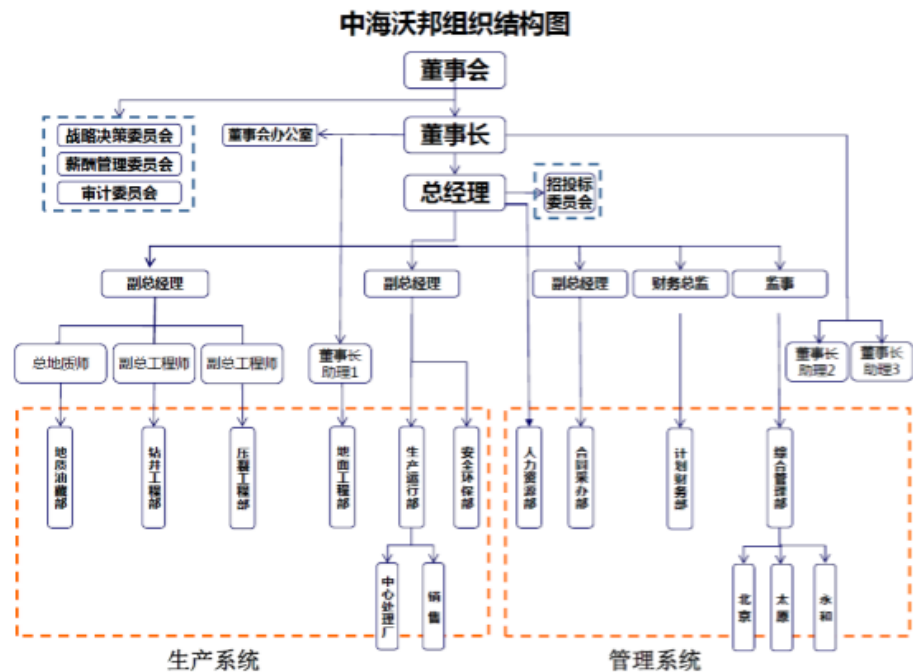 中海沃邦组织结构图
董事会
战略决策委员会
薪酬管理委员会
审计委员会
董事会办公室
董事长
总经理
招投标
委员会
副总经理
副总经理
副总经理
财务总监
监事
总地质师
副总工程师
副总工程师
董事长
助理1
董事长
助理2
董事长
助理3
地质油藏部
钻井工程部
压裂工程部
地面工程部
生产运行部
安全环保部
人力资源部
合同采办部
计划财务部
综合管理部
中心处理厂
销售
北京
太原
永和
生产系统
管理系统